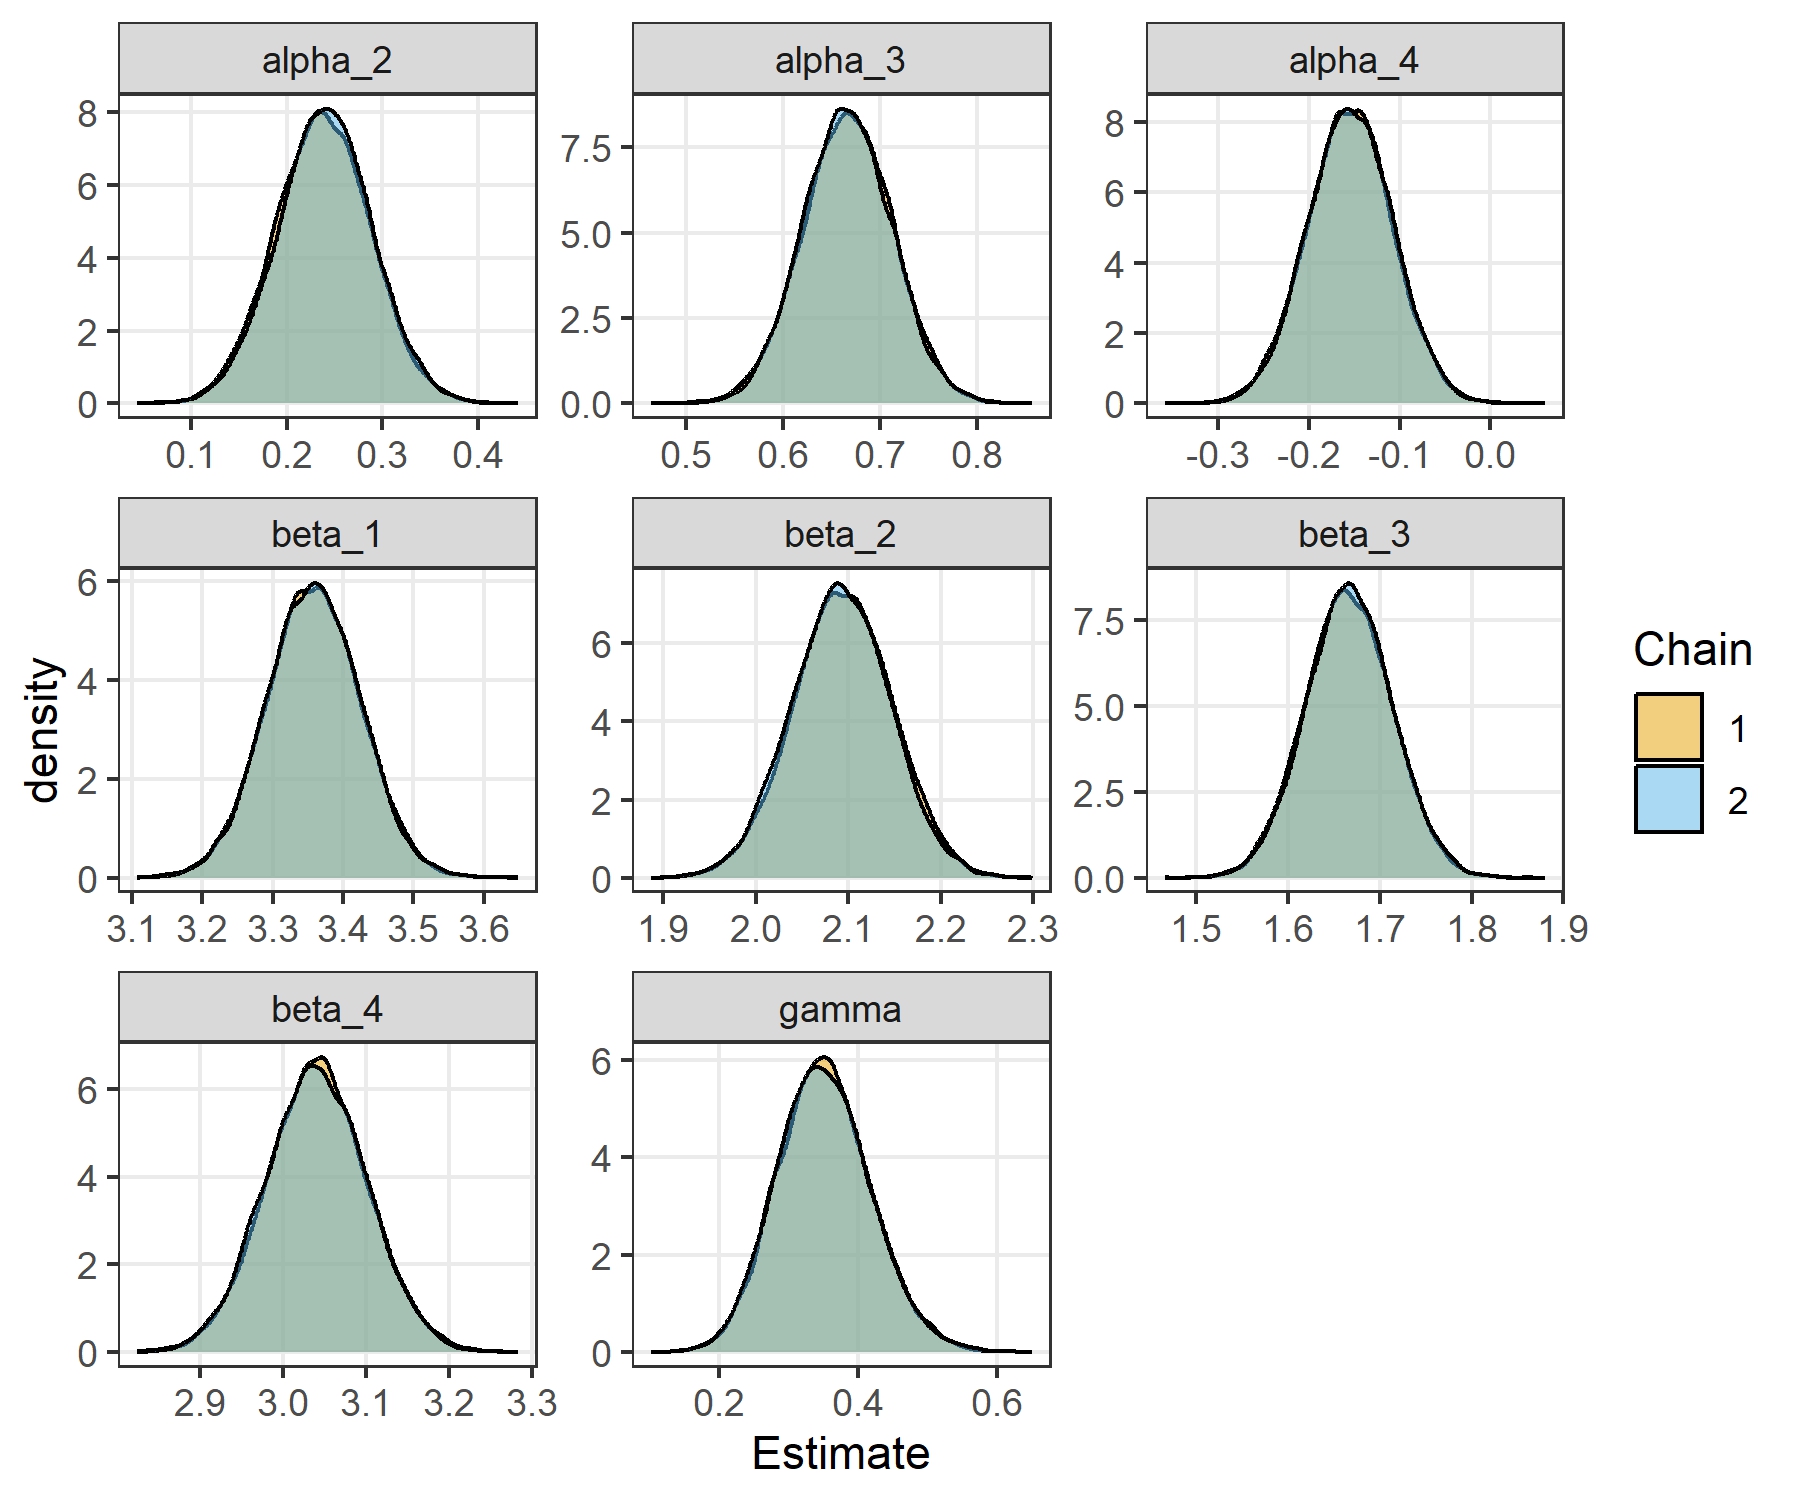 alpha_2 alpha_3 alpha_4
8
6
4
2
0
7.5
5.0
2.5
0.0
8
6
4
2
0
0.1 0.2 0.3 0.4
0.5 0.6 0.7 0.8
-0.3 -0.2 -0.1 0.0
beta_1 beta_2 beta_3
6
4
2
0
6
4
2
0
7.5
5.0
2.5
0.0
3.1 3.2 3.3 3.4 3.5 3.6
1.9 2.0 2.1 2.2 2.3
1.5 1.6 1.7 1.8 1.9
beta_4 gamma
6
4
2
0
6
4
2
0
2.9 3.0 3.1 3.2 3.3
0.2 0.4 0.6
density
Estimate
Chain
1
2